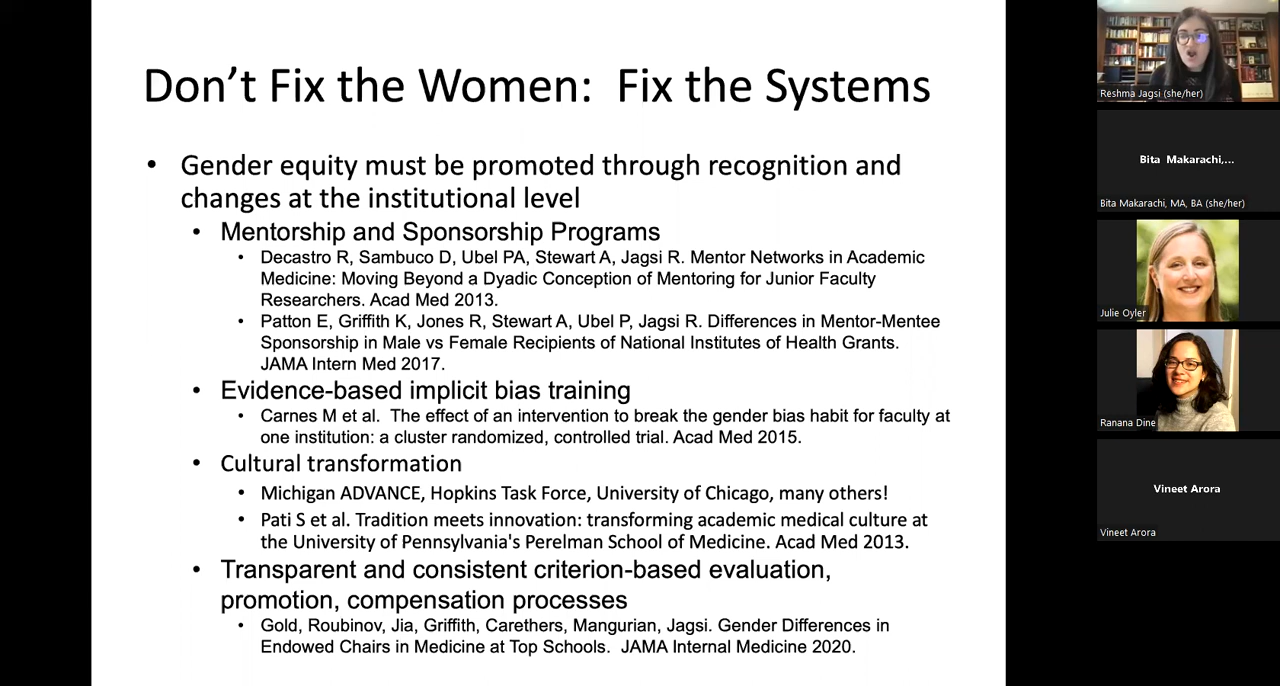 Don't Fix the Women:  Fix the Systems
• Gender equity must be promoted through recognition and
changes at the institutional level
• Mentorship and Sponsorship Programs
• Decastro R, Sambuco D, Ubel PA, Stewart A, Jagsi R. Mentor Networks in Academic
Medicine: Moving Beyond a Dyadic Conception of Mentoring for Junior Faculty
Researchers. Acad Med 2013.
• Patton E, Griffith K, Jones R, Stewart A, Ubel P, Jagsi R. Differences in Mentor-Mentee
Sponsorship in Male vs Female Recipients of National Institutes of Health Grants.
JAMA Intern Med 2017.
• Evidence-based implicit bias training
• Carnes M et al.  The effect of an intervention to break the gender bias habit for faculty at
one institution: a cluster randomized, controlled trial. Acad Med 2015.
• Cultural transformation
• Michigan ADVANCE, Hopkins Task Force, University of Chicago, many others!
• Pati S et al. Tradition meets innovation: transforming academic medical culture at
the University of Pennsylvania's Perelman School of Medicine. Acad Med 2013.
• Transparent and consistent criterion-based evaluation,
promotion, compensation processes
• Gold, Roubinov, Jia, Griffith, Carethers, Mangurian, Jagsi. Gender Differences in
Endowed Chairs in Medicine at Top Schools.  JAMA Internal Medicine 2020.
Reshma Jagsi (she/her)
Bita Makarachi,...
Bita Makarachi, MA, BA (she/her)
Julie Oyler
Ranana Dine
Vineet Arora
Vineet Arora